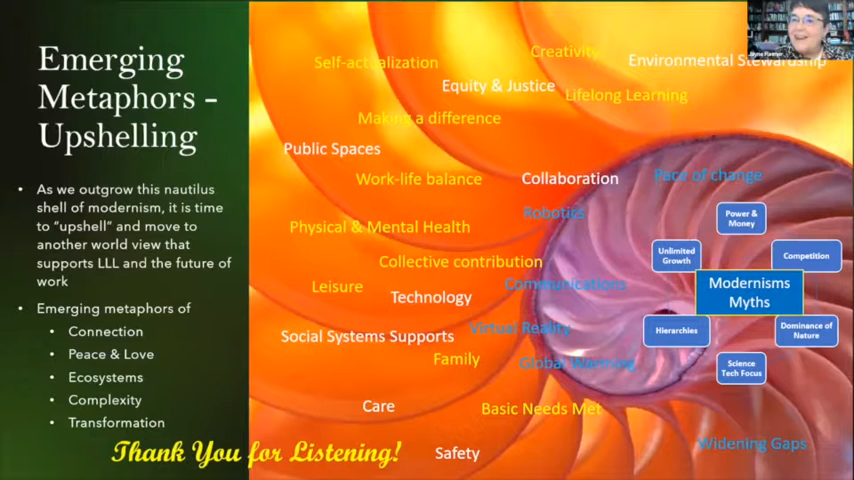 Emerging
Metaphors -
Upshelling
• As we outgrow this nautilus
shell of modernism, it is time
to "upshell" and move to
another world view that
supports LLL and the future of
work
• Emerging metaphors of
• Connection
• Peace & Love
• Ecosystems
• Complexity
• Transformation
Thank You for Listening!
Self-actualization
Creativity
Environmental Stewardship
Equity & Justice
Lifelong Learning
Making a difference
Public Spaces
Work-life balance
Collaboration
Pace of change
Robotics
Physical & Mental Health
Collective contribution
Leisure
Communications
Technology
Social Systems Supports
Virtual Reality
Family
Global Warming
Care
Basic Needs Met
Safety
Widening Gaps
Power &
Money
Unlimited
Growth
Competition
Modernisms
Myths
Hierarchies
Dominance of
Nature
Science
Tech Focus